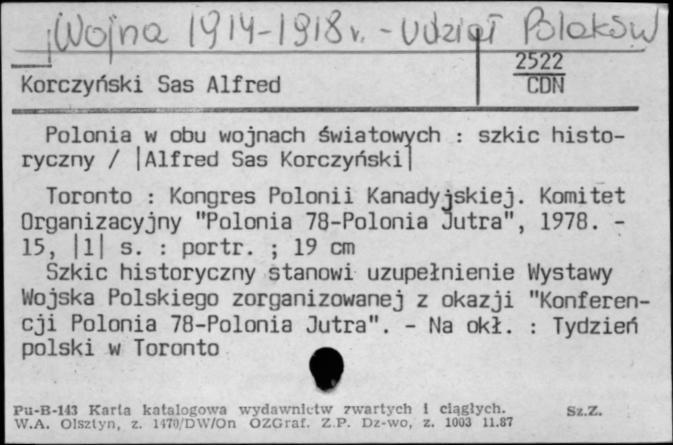 Wojna 1914-1918 r. - Udział Polaków
2522
Korczyński Sas Alfred
CDN
Polonia w obu wojnach światowych : szkic histo-
ryczny / |Alfred Sas Korczyński|
Toronto : Kongres Polonii Kanadyjskiej. Komitet
Organizacyjny "Polonia 78-Polonia Jutra", 1978. -
15, |1| s. : portr. ; 19 cm
Szkic historyczny stanowi uzupełnienie Wystawy
Wojska Polskiego zorganizowanej z okazji "Konferen-
cji Polonia 78-Polonia Jutra". - Na okł. : Tydzień
polski w Toronto
Pu-B-143 Karta katalogowa wydawnictw zwartych i ciągłych. Sz.Z.
W.A. Olsztyn, z. 1470/DW/On OZGraf. Z.P. Dz-wo, z. 1003 11.87